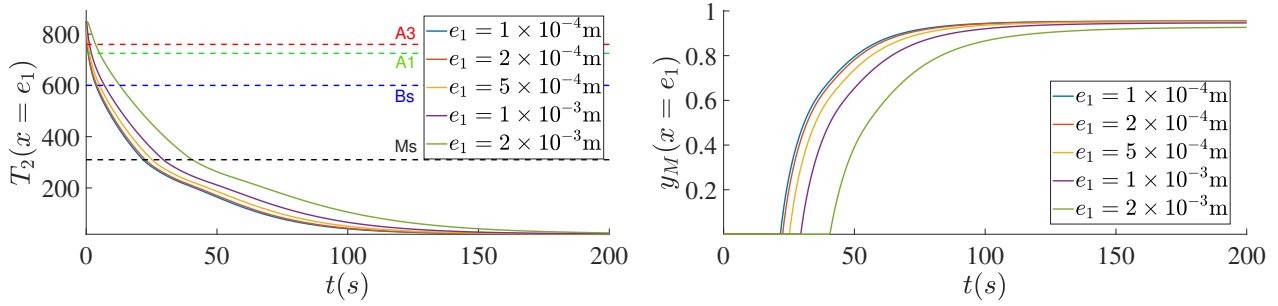 T₂(x = e₁)
800
600
400
200
A3
A1
Bs
Ms
e₁ = 1 × 10⁻⁴m
e₁ = 2 × 10⁻⁴m
e₁ = 5 × 10⁻⁴m
e₁ = 1 × 10⁻³m
e₁ = 2 × 10⁻³m
0
50
100
150
200
t(s)
y_M(x = e₁)
1
0.8
0.6
0.4
0.2
e₁ = 1 × 10⁻⁴m
e₁ = 2 × 10⁻⁴m
e₁ = 5 × 10⁻⁴m
e₁ = 1 × 10⁻³m
e₁ = 2 × 10⁻³m
0
50
100
150
200
t(s)